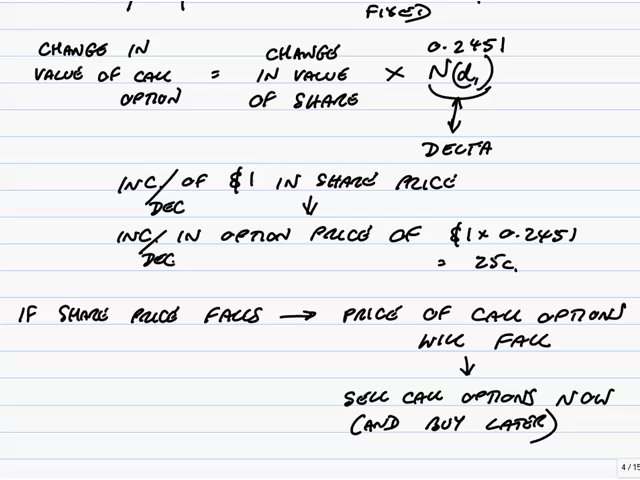 FIXED
CHANGE IN VALUE OF CALL OPTION = CHANGE IN VALUE OF SHARE × N(d₁)
0.2451
DELTA
INC/DEC OF $1 IN SHARE PRICE
↓
INC/DEC IN OPTION PRICE OF $1 × 0.2451
= 25c.
IF SHARE PRICE FALLS → PRICE OF CALL OPTIONS
WILL FALL
↓
SELL CALL OPTIONS NOW
(AND BUY LATER)
4 / 15